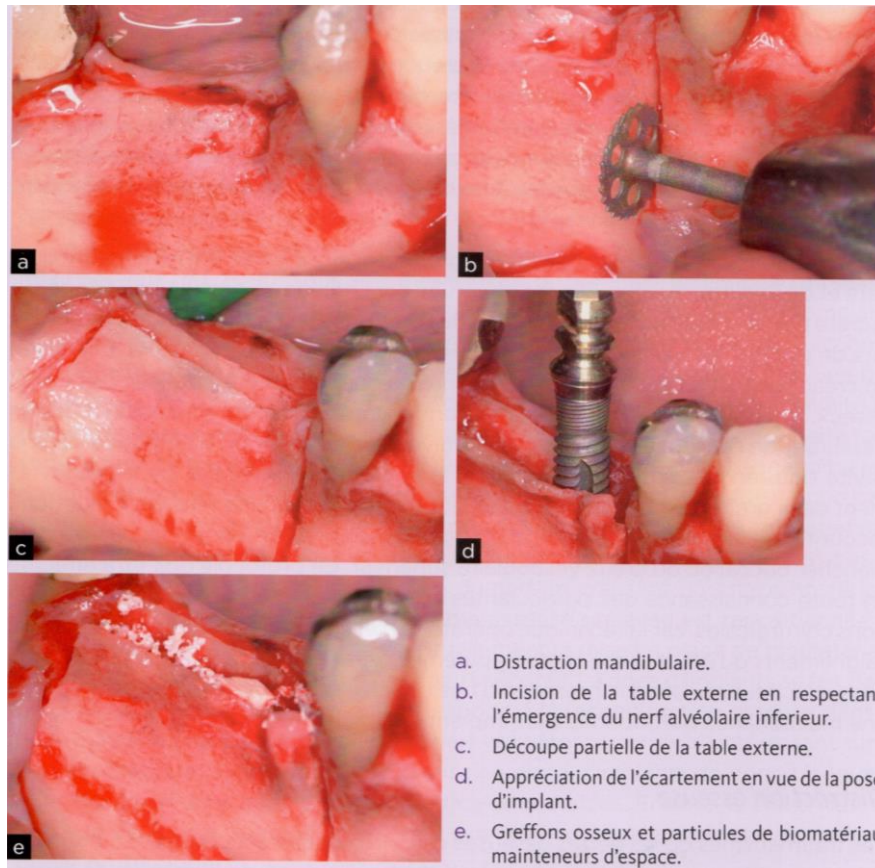 a
b
c
d
e
a. Distraction mandibulaire.
b. Incision de la table externe en respectan
l'émergence du nerf alvéolaire inferieur.
c. Découpe partielle de la table externe.
d. Appréciation de l'écartement en vue de la pose
d'implant.
e. Greffons osseux et particules de biomatériau
mainteneurs d'espace.